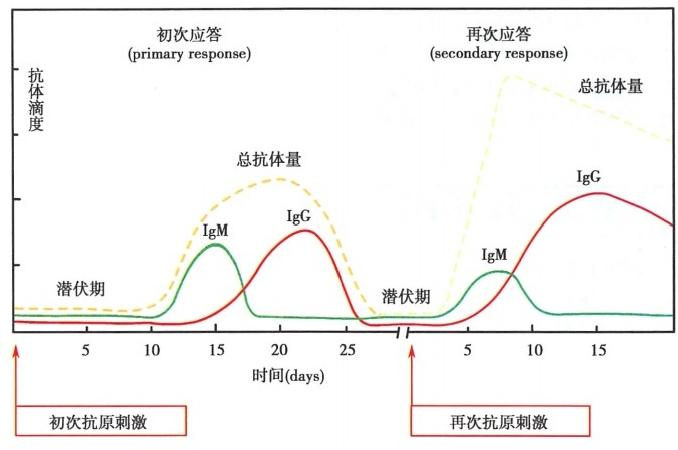 初次应答
(primary response)
再次应答
(secondary response)
抗体滴度
总抗体量
总抗体量
IgM
IgG
IgM
IgG
潜伏期
潜伏期
5
10
15
20
25
5
10
15
时间(days)
初次抗原刺激
再次抗原刺激